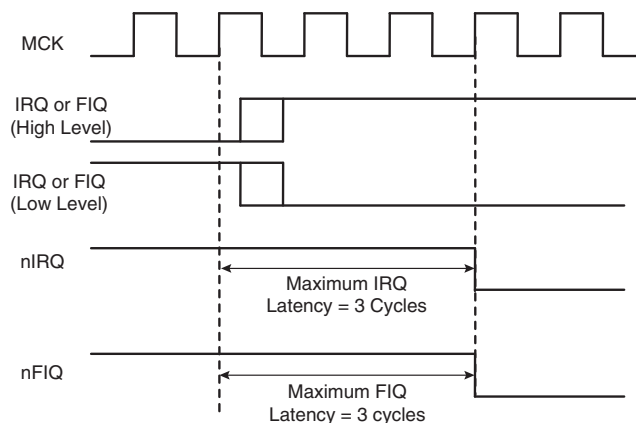 MCK
IRQ or FIQ
(High Level)
IRQ or FIQ
(Low Level)
nIRQ
Maximum IRQ
Latency = 3 Cycles
nFIQ
Maximum FIQ
Latency = 3 cycles